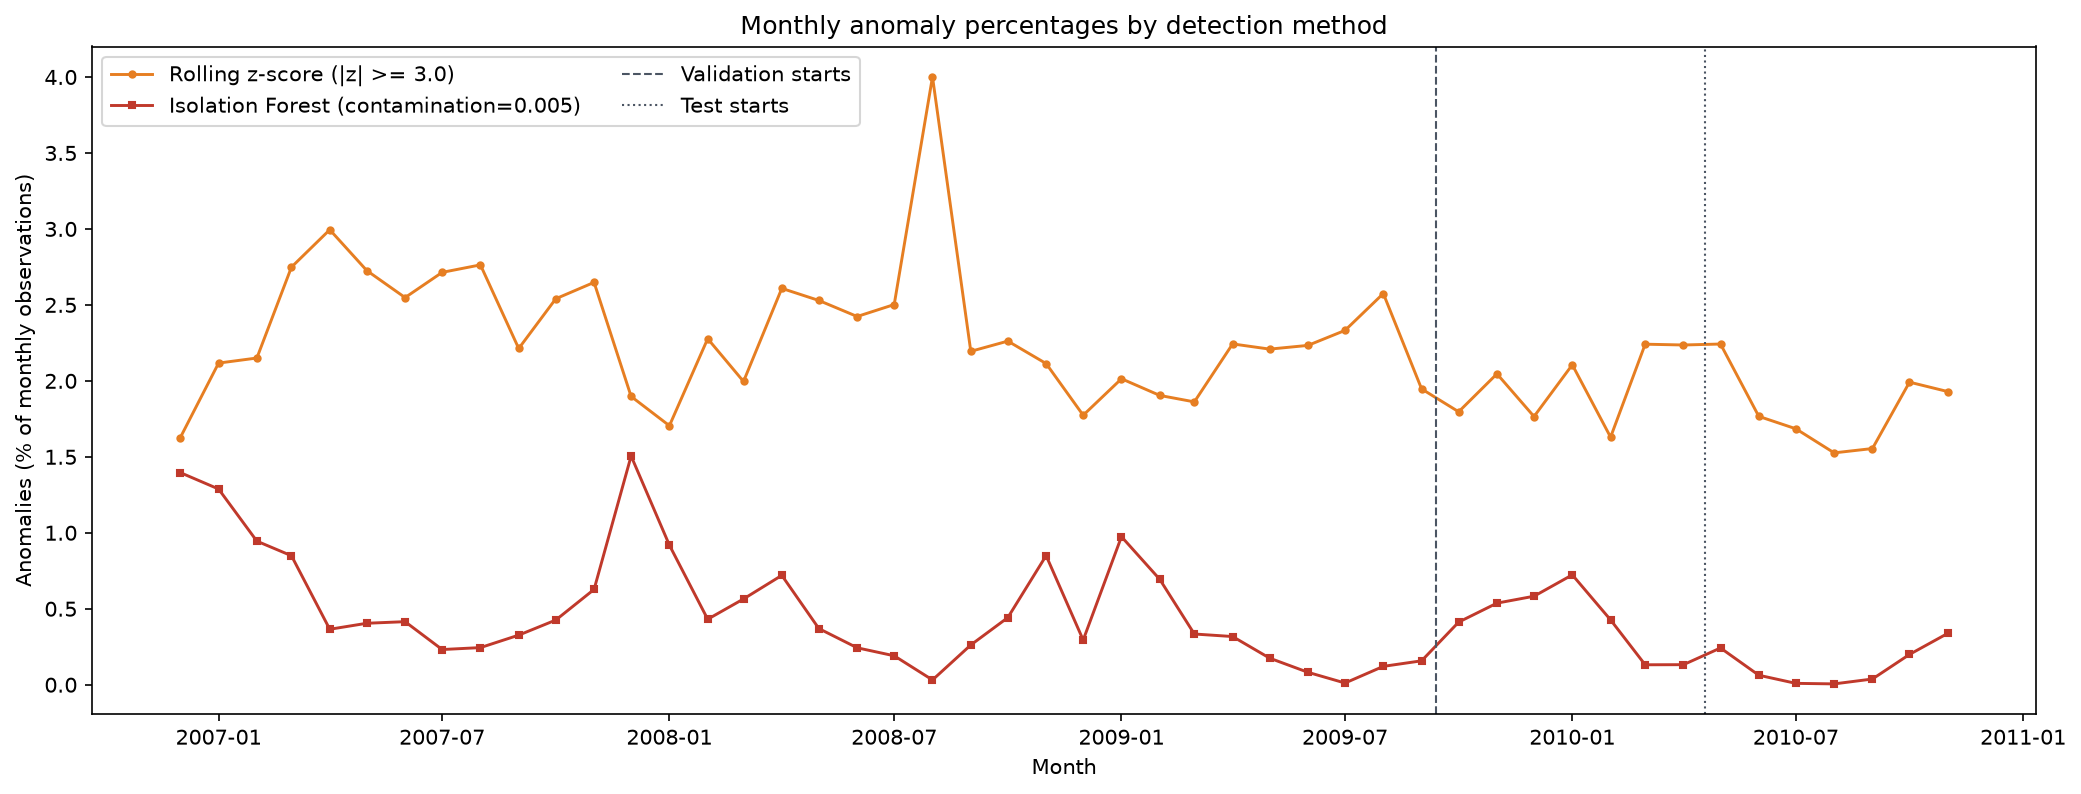 Monthly anomaly percentages by detection method
Rolling z-score (|z| >= 3.0)
Isolation Forest (contamination=0.005)
Validation starts
Test starts
Anomalies (% of monthly observations)
4.0
3.5
3.0
2.5
2.0
1.5
1.0
0.5
0.0
2007-01 2007-07 2008-01 2008-07 2009-01 2009-07 2010-01 2010-07 2011-01
Month